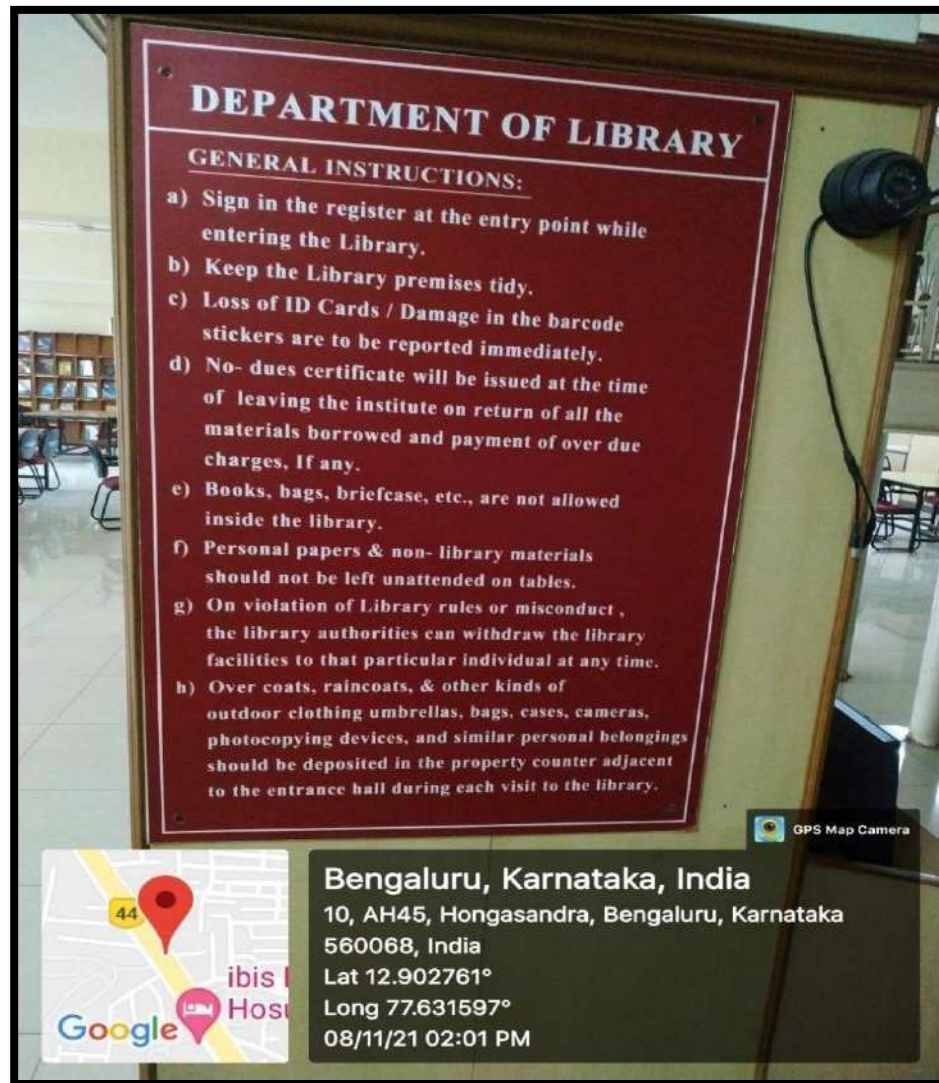 DEPARTMENT OF LIBRARY
GENERAL INSTRUCTIONS:
a) Sign in the register at the entry point while
entering the Library.
b) Keep the Library premises tidy.
c) Loss of ID Cards / Damage in the barcode
stickers are to be reported immediately.
d) No- dues certificate will be issued at the time
of leaving the institute on return of all the
materials borrowed and payment of over due
charges, If any.
e) Books, bags, briefcase, etc., are not allowed
inside the library.
f) Personal papers & non- library materials
should not be left unattended on tables.
g) On violation of Library rules or misconduct ,
the library authorities can withdraw the library
facilities to that particular individual at any time.
h) Over coats, raincoats, & other kinds of
outdoor clothing umbrellas, bags, cases, cameras,
photocopying devices, and similar personal belongings
should be deposited in the property counter adjacent
to the entrance hall during each visit to the library.
GPS Map Camera
44
ibis
Hosu
Google
Bengaluru, Karnataka, India
10, AH45, Hongasandra, Bengaluru, Karnataka
560068, India
Lat 12.902761°
Long 77.631597°
08/11/21 02:01 PM